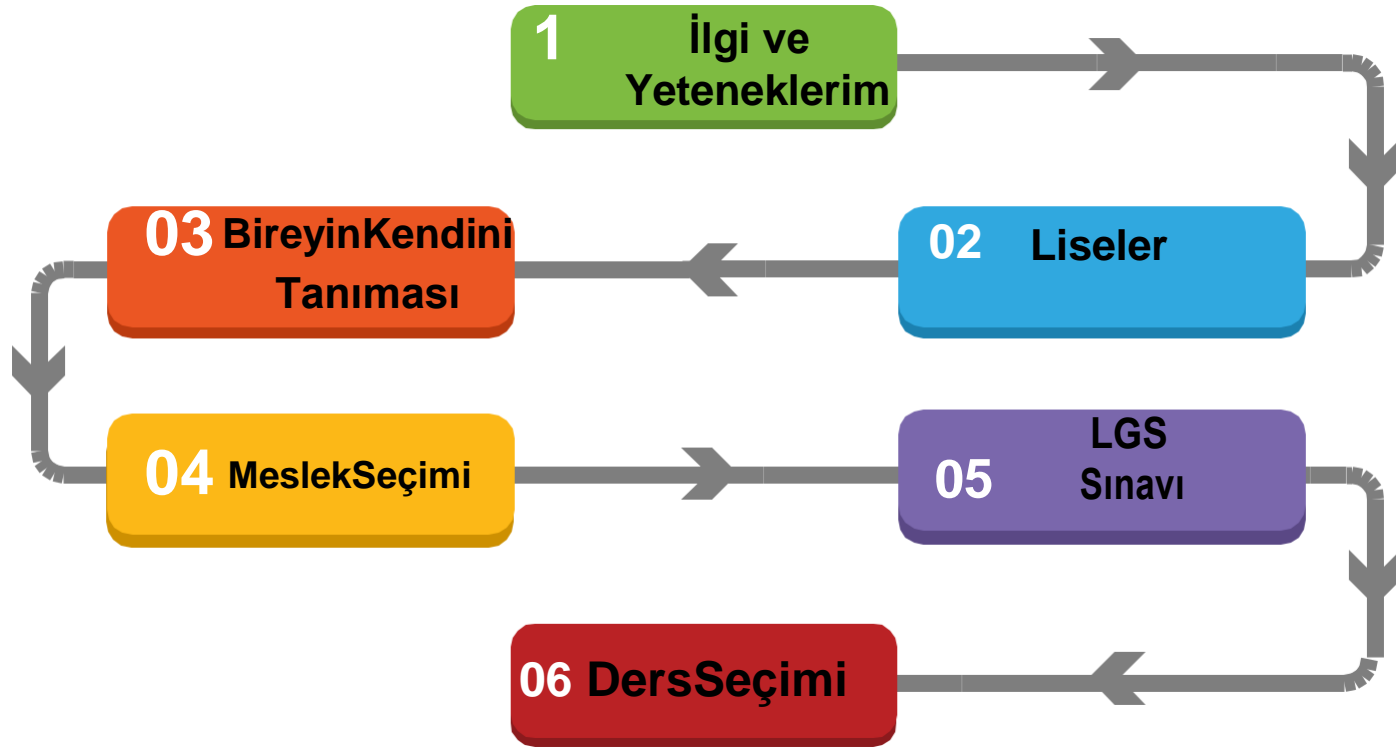 1 İlgi ve
Yeteneklerim
02 Liseler
03 BireyinKendini
Tanıması
04 MeslekSeçimi
LGS
05 Sınavı
06 DersSeçimi